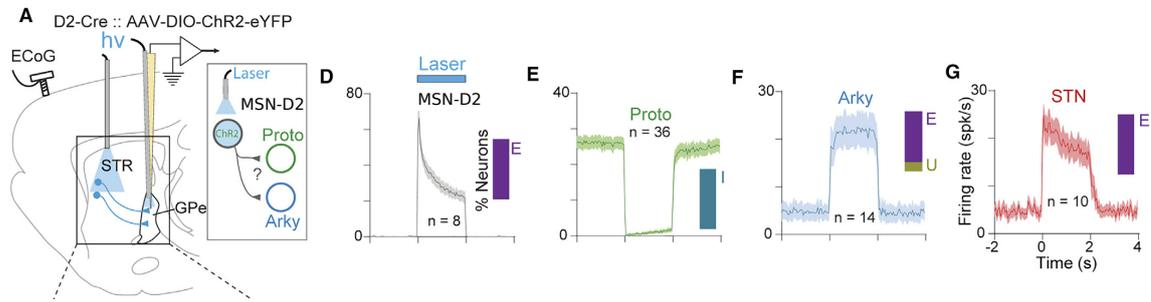 A
D2-Cre :: AAV-DIO-ChR2-eYFP
hv
ECoG
STR
GPe
Laser
MSN-D2
ChR2
Proto
?
Arky
D
Laser
80
MSN-D2
n = 8
0
% Neurons
E
E
40
Proto
n = 36
0
I
F
30
Arky
n = 14
0
E
U
G
Firing rate (spk/s)
30
STN
n = 10
0
E
-2 0 2 4
Time (s)